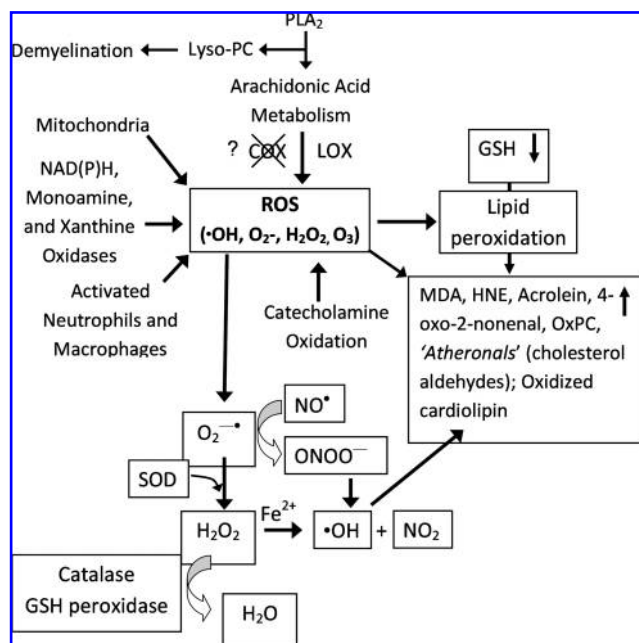 PLA₂
Demyelination
Lyso-PC
Arachidonic Acid
Metabolism
Mitochondria
? COX
LOX
GSH
NAD(P)H,
Monoamine,
and Xanthine
Oxidases
ROS
(•OH, O₂-, H₂O₂, O₃)
Lipid
peroxidation
Activated
Neutrophils and
Macrophages
Catecholamine
Oxidation
MDA, HNE, Acrolein, 4-
oxo-2-nonenal, OxPC,
‘Atheronals’ (cholesterol
aldehydes); Oxidized
cardiolipin
NO•
O₂—•
ONOO—
SOD
H₂O₂
Fe²⁺
•OH + NO₂
Catalase
GSH peroxidase
H₂O